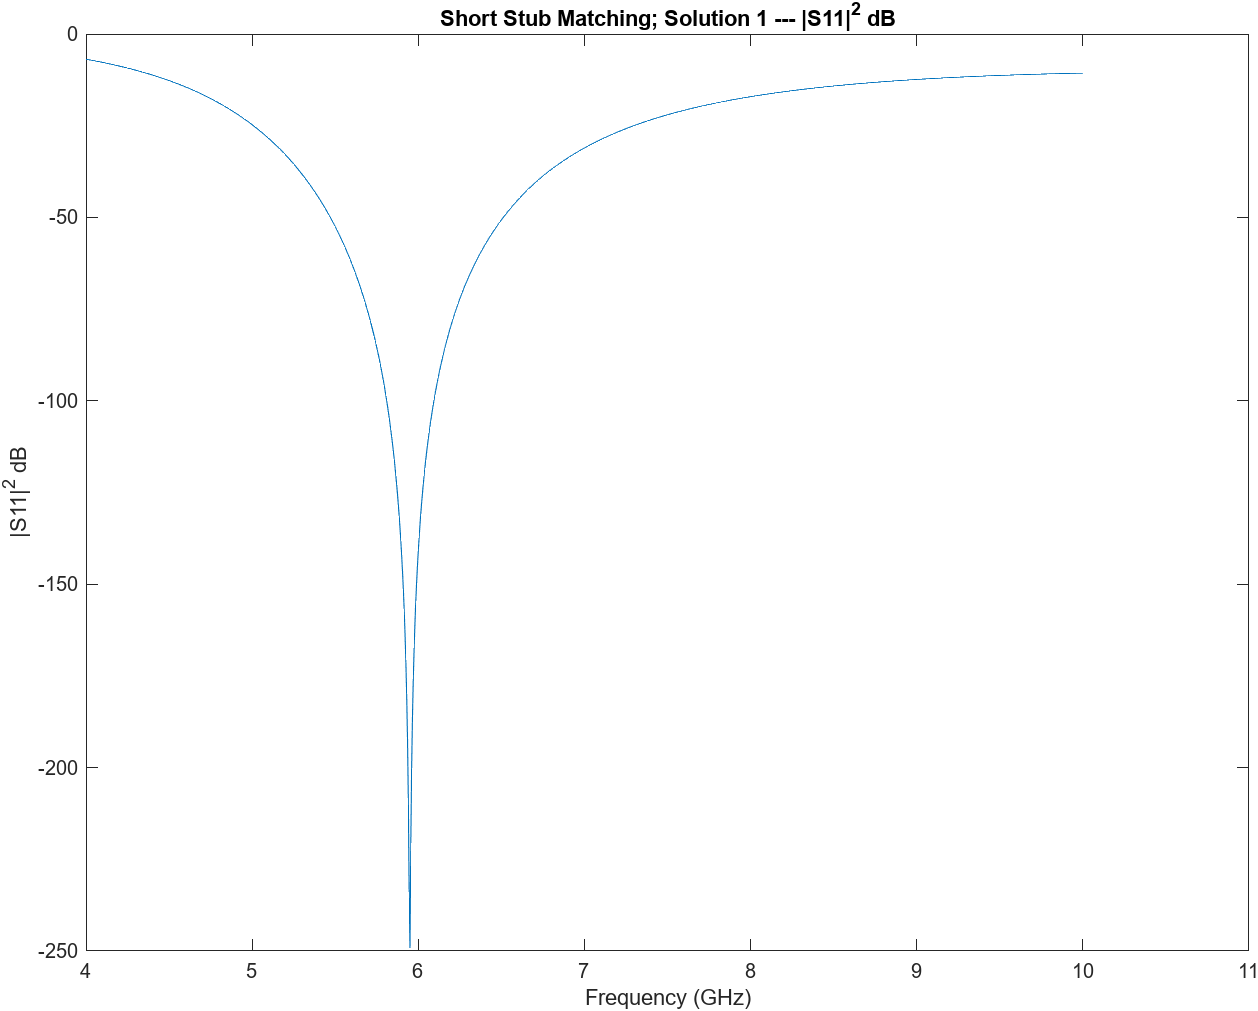 Short Stub Matching; Solution 1 --- |S11|² dB
0
-50
-100
-150
-200
-250
|S11|² dB
4 5 6 7 8 9 10 11
Frequency (GHz)